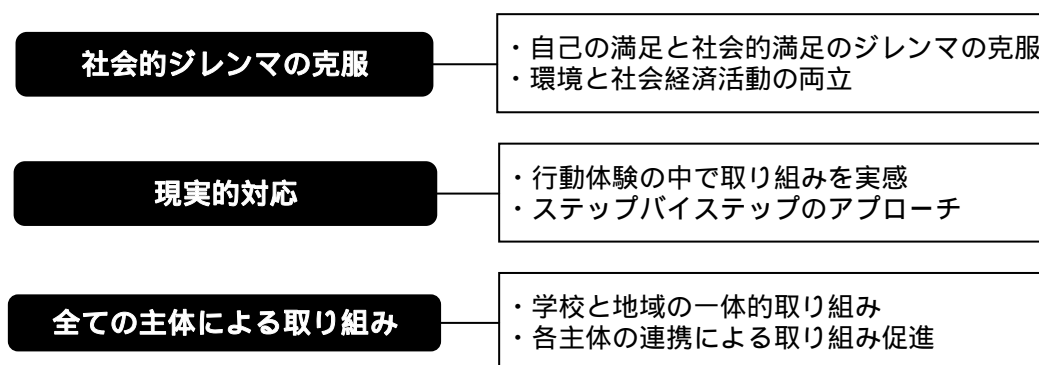 社会的ジレンマの克服
・自己の満足と社会的満足のジレンマの克服
・環境と社会経済活動の両立
現実的対応
・行動体験の中で取り組みを実感
・ステップバイステップのアプローチ
全ての主体による取り組み
・学校と地域の一体的取り組み
・各主体の連携による取り組み促進